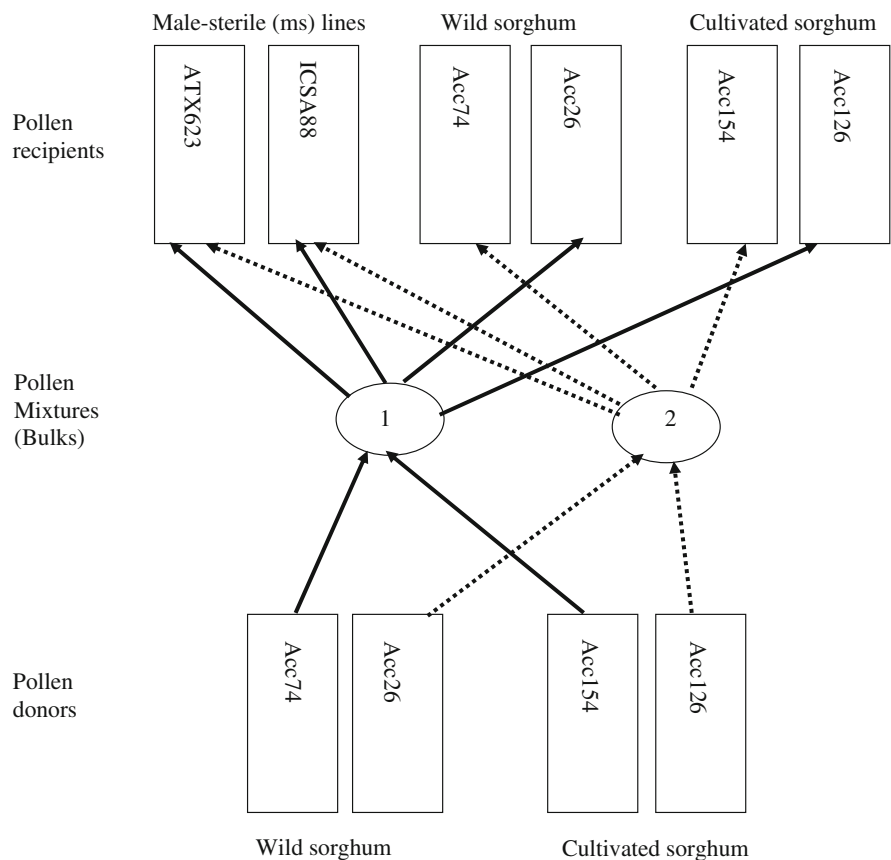 Male-sterile (ms) lines
Wild sorghum
Cultivated sorghum
Pollen
recipients
ATX623
ICSA88
Acc74
Acc26
Acc154
Acc126
Pollen
Mixtures
(Bulks)
1
2
Pollen
donors
Acc74
Acc26
Acc154
Acc126
Wild sorghum
Cultivated sorghum